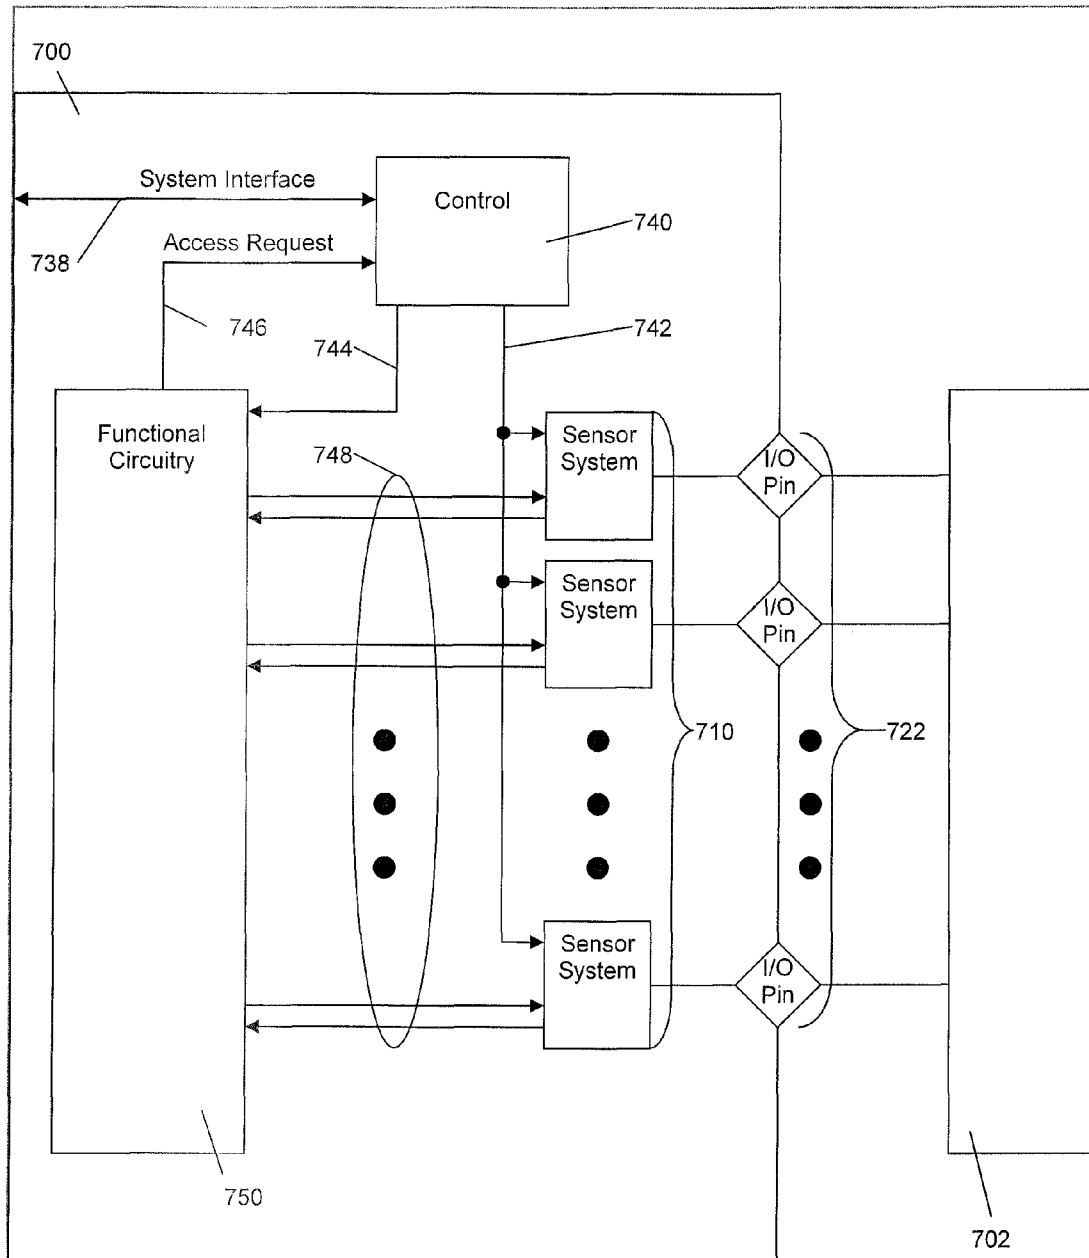 700
System Interface
Control
740
738
Access Request
746
744
742
Functional
Circuitry
748
Sensor
System
I/O
Pin
Sensor
System
I/O
Pin
710
722
Sensor
System
I/O
Pin
750
702